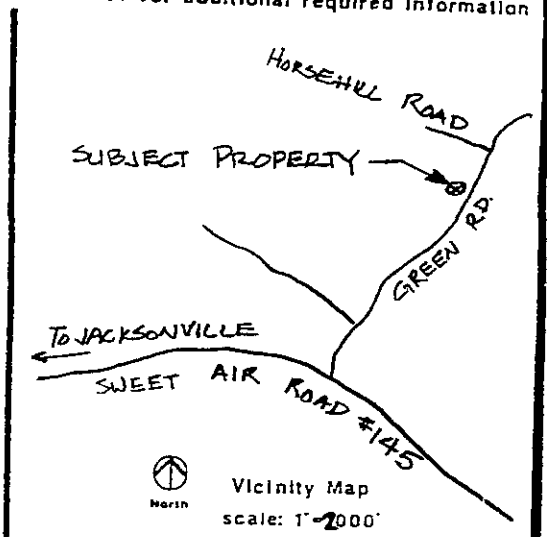 additional required information
HORSEHILL ROAD
SUBJECT PROPERTY
GREEN RD.
TO JACKSONVILLE
SWEET AIR ROAD #145
North
Vicinity Map
scale: 1"=2000'